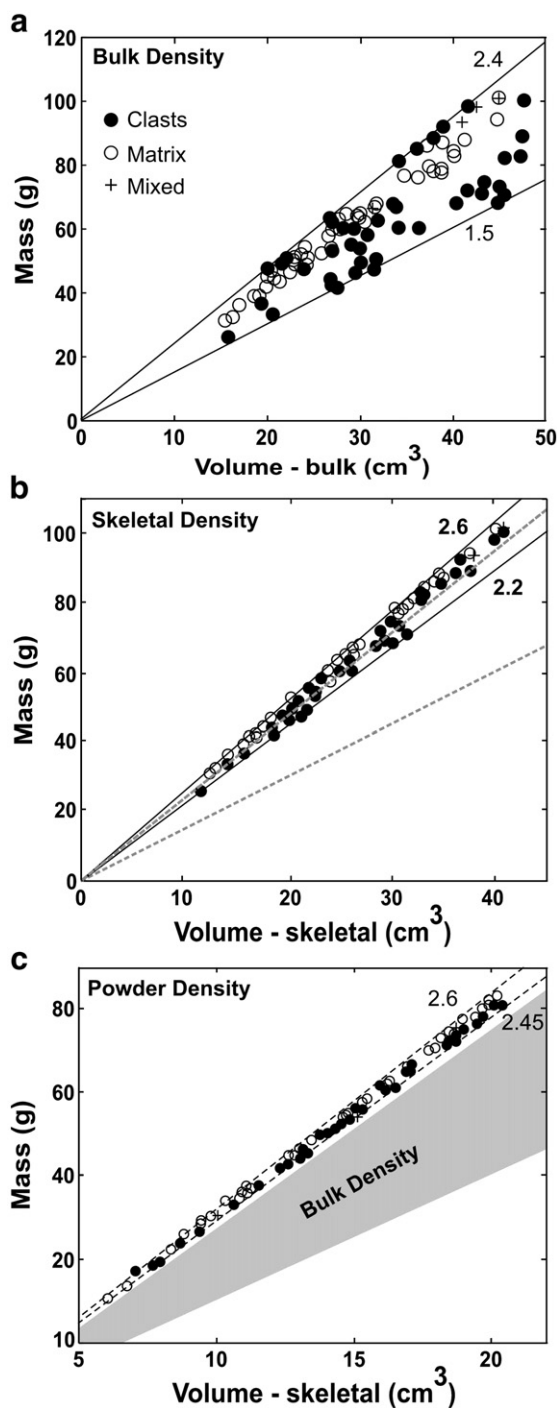 a
120
Bulk Density
2.4
100
Clasts
Matrix
Mixed
80
60
40
1.5
20
0
Mass (g)
0 10 20 30 40 50
Volume - bulk (cm3)
b
Skeletal Density
2.6
100
2.2
80
60
40
20
0
Mass (g)
0 10 20 30 40
Volume - skeletal (cm3)
c
Powder Density
80
2.6
2.45
60
40
Bulk Density
20
10
Mass (g)
5 10 15 20
Volume - skeletal (cm3)